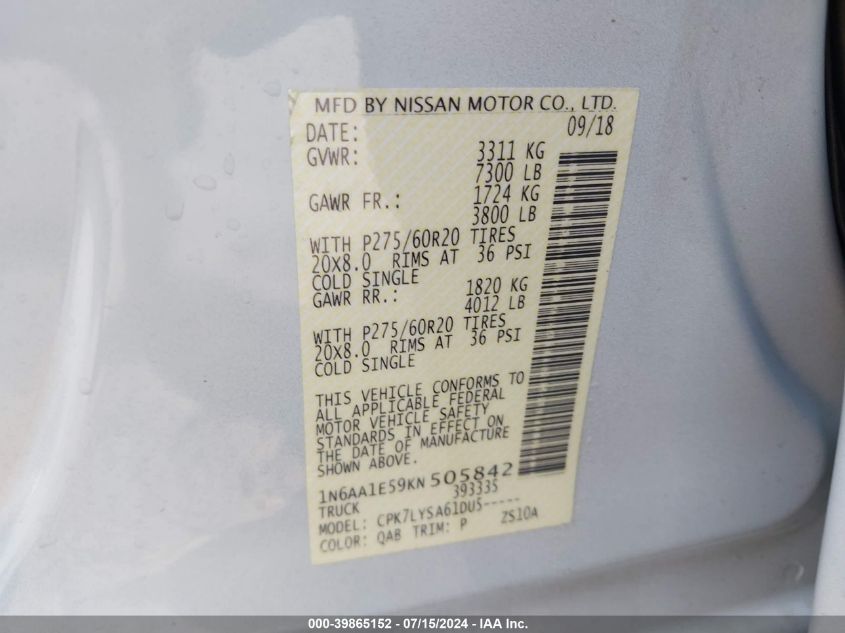 MFD BY NISSAN MOTOR CO., LTD.
DATE: 09/18
GVWR: 3311 KG
7300 LB
GAWR FR.: 1724 KG
3800 LB
WITH P275/60R20 TIRES
20X8.0 RIMS AT 36 PSI
COLD SINGLE
GAWR RR.: 1820 KG
4012 LB
WITH P275/60R20 TIRES
20X8.0 RIMS AT 36 PSI
COLD SINGLE
THIS VEHICLE CONFORMS TO
ALL APPLICABLE FEDERAL
MOTOR VEHICLE SAFETY
STANDARDS IN EFFECT ON
THE DATE OF MANUFACTURE
SHOWN ABOVE.
1N6AA1E59KN505842
TRUCK 393335
MODEL: CPK7LYSA61DU5-----
COLOR: QAB TRIM: P ZS10A
000-39865152 - 07/15/2024 - IAA Inc.